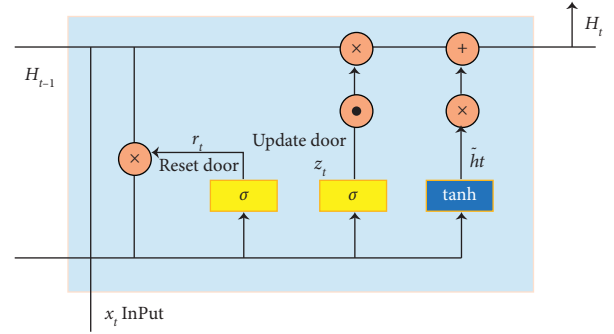 H_t
×
+
H_{t–1}
• ×
r_t
Update door
×
Reset door
z_t
h̃t
σ
σ
tanh
x_t InPut